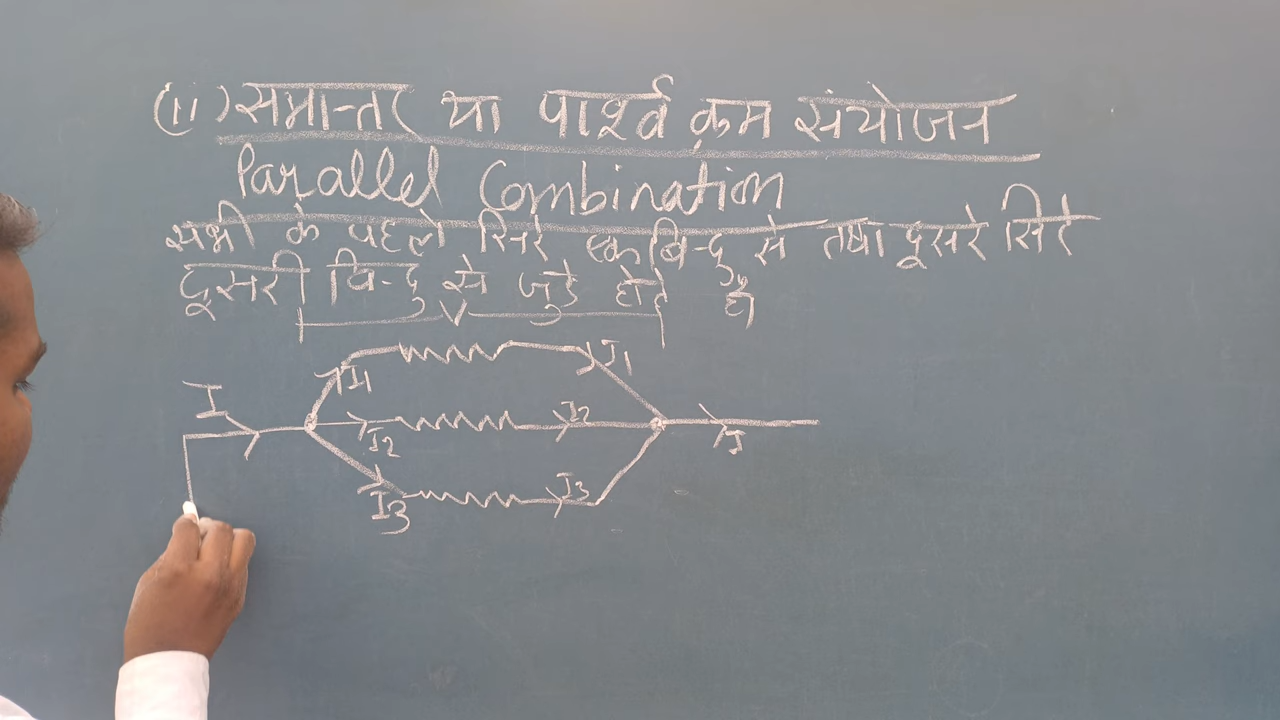 (ii) समान्तर या पार्श्व क्रम संयोजन
Parallel Combination
सभी के पहले सिरे एक बिन्दु से तथा दूसरे सिरे
दूसरी बिन्दु से जुड़े होते हैं
V
I1 I1
I
I2 I2 I
I3 I3